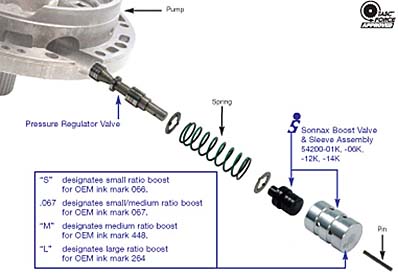 Pump
TASC
FORCE
APPROVED
Pressure Regulator Valve
Spring
Sonnax Boost Valve
& Sleeve Assembly
54200-01K, -06K,
-12K, -14K
Pin
"S" designates small ratio boost
for OEM ink mark 066.
.067 designates small/medium ratio boost
for OEM ink mark 067.
"M" designates medium ratio boost
for OEM ink mark 448.
"L" designates large ratio boost
for OEM ink mark 264